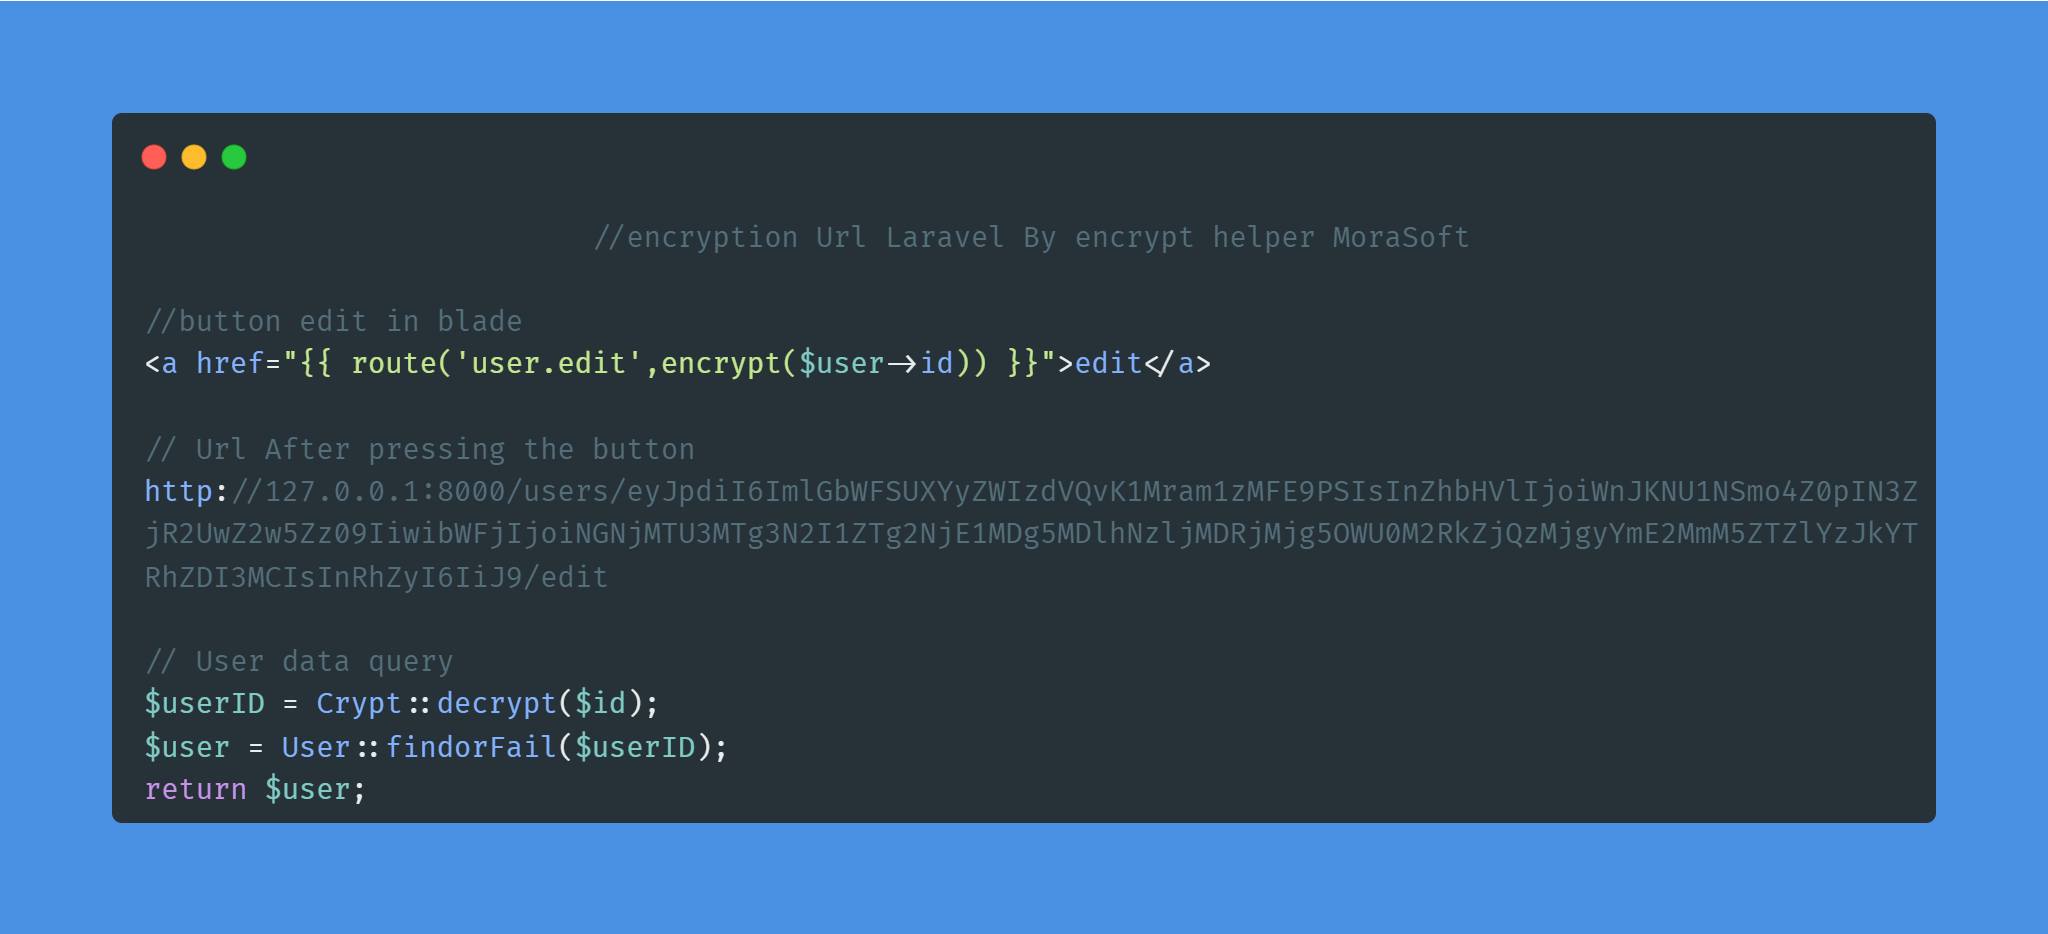 //encryption Url Laravel By encrypt helper MoraSoft
//button edit in blade
<a href="{{ route('user.edit',encrypt($user->id)) }}">edit</a>
// Url After pressing the button
http://127.0.0.1:8000/users/eyJpdiI6ImlGbWFSUXYyZWIzdVQvK1Mram1zMFE9PSIsInZhbHVlIjoiWnJKNU1NSmo4Z0pIN3Z
jR2UwZ2w5Zz09IiwibWFjIjoiNGNjMTU3MTg3N2I1ZTg2NjE1MDg5MDlhNzljMDRjMjg5OWU0M2RkZjQzMjgyYmE2MmM5ZTZlYzJkYT
RhZDI3MCIsInRhZyI6IiJ9/edit
// User data query
$userID = Crypt::decrypt($id);
$user = User::findorFail($userID);
return $user;